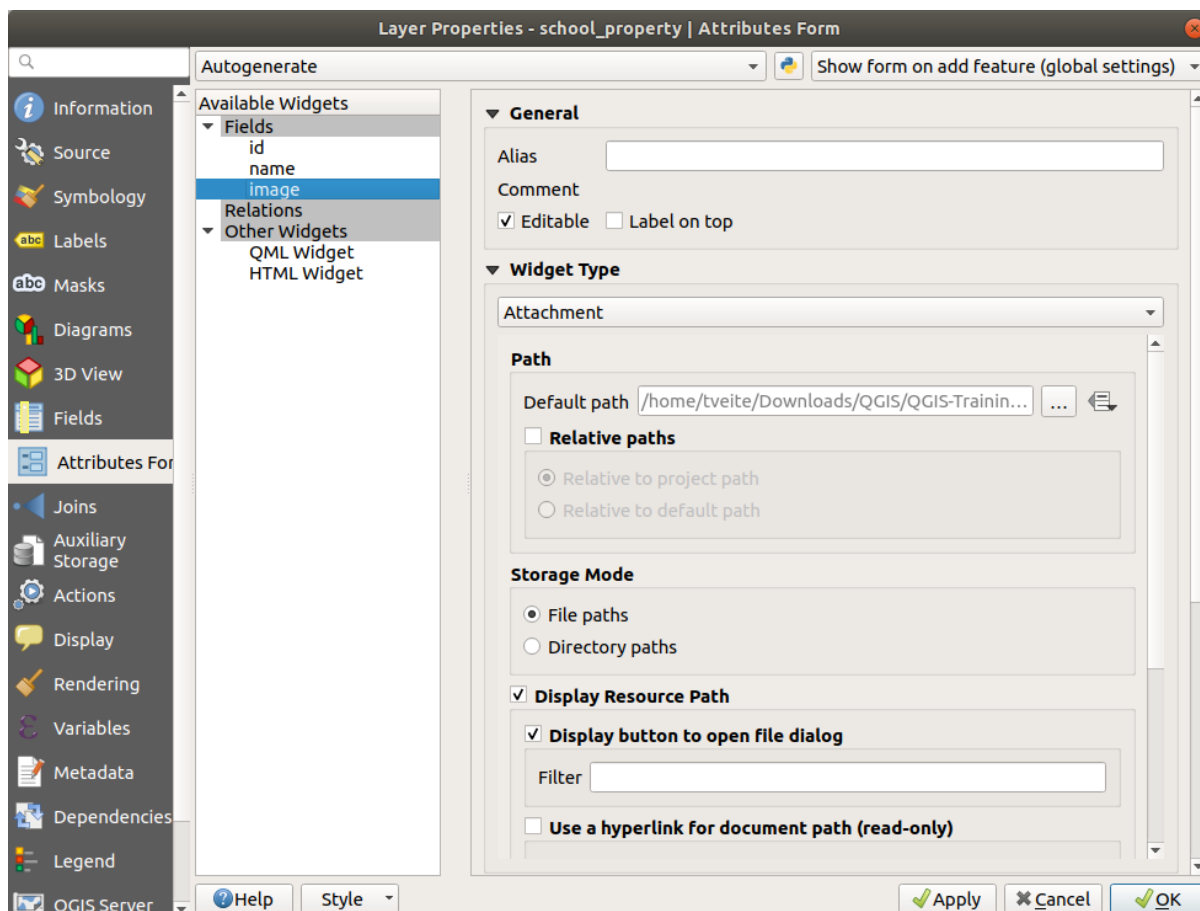 Layer Properties - school_property | Attributes Form
Autogenerate
Show form on add feature (global settings)
Information
Source
Symbology
abc Labels
abc Masks
Diagrams
3D View
Fields
Attributes For
Joins
Auxiliary
Storage
Actions
Display
Rendering
Variables
Metadata
Dependencies
Legend
QGIS Server
Available Widgets
Fields
id
name
image
Relations
Other Widgets
QML Widget
HTML Widget
General
Alias
Comment
Editable Label on top
Widget Type
Attachment
Path
Default path /home/tveite/Downloads/QGIS/QGIS-Trainin... ...
Relative paths
Relative to project path
Relative to default path
Storage Mode
File paths
Directory paths
Display Resource Path
Display button to open file dialog
Filter
Use a hyperlink for document path (read-only)
Help Style Apply Cancel OK